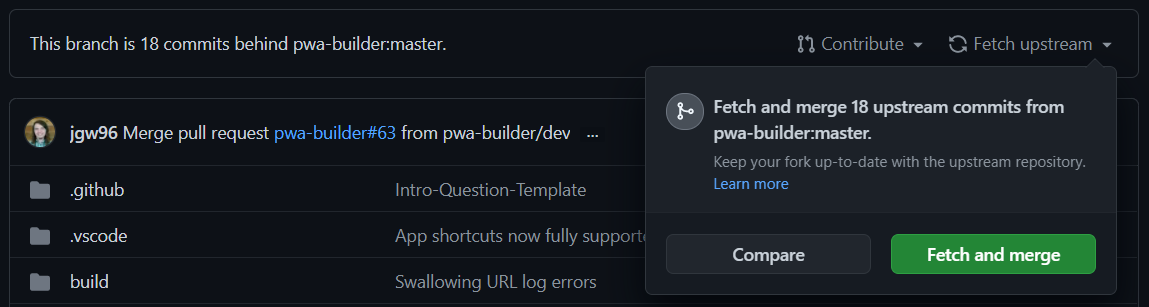 This branch is 18 commits behind pwa-builder:master.
Contribute
Fetch upstream
Fetch and merge 18 upstream commits from
pwa-builder:master.
Keep your fork up-to-date with the upstream repository.
Learn more
Compare
Fetch and merge
jgw96 Merge pull request pwa-builder#63 from pwa-builder/dev ...
.github
Intro-Question-Template
.vscode
App shortcuts now fully supporte
build
Swallowing URL log errors